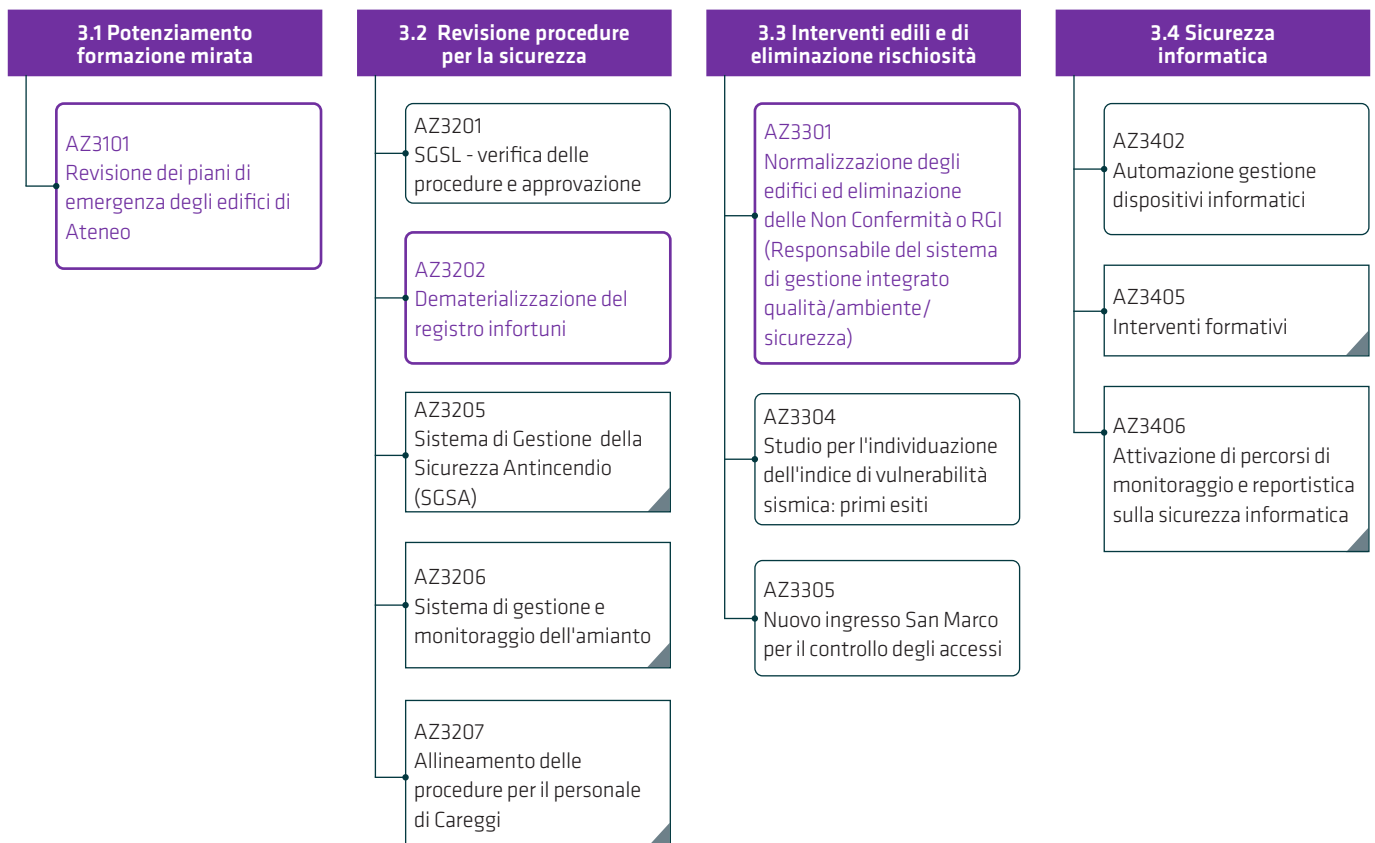 3.1 Potenziamento
formazione mirata
AZ3101
Revisione dei piani di
emergenza degli edifici di
Ateneo
3.2 Revisione procedure
per la sicurezza
AZ3201
SGSL - verifica delle
procedure e approvazione
AZ3202
Dematerializzazione del
registro infortuni
AZ3205
Sistema di Gestione della
Sicurezza Antincendio
(SGSA)
AZ3206
Sistema di gestione e
monitoraggio dell'amianto
AZ3207
Allineamento delle
procedure per il personale
di Careggi
3.3 Interventi edili e di
eliminazione rischiosità
AZ3301
Normalizzazione degli
edifici ed eliminazione
delle Non Confermità o RGI
(Responsabile del sistema
di gestione integrato
qualità/ambiente/
sicurezza)
AZ3304
Studio per l'individuazione
dell'indice di vulnerabilità
sismica: primi esiti
AZ3305
Nuovo ingresso San Marco
per il controllo degli accessi
3.4 Sicurezza
informatica
AZ3402
Automazione gestione
dispositivi informatici
AZ3405
Interventi formativi
AZ3406
Attivazione di percorsi di
monitoraggio e reportistica
sulla sicurezza informatica